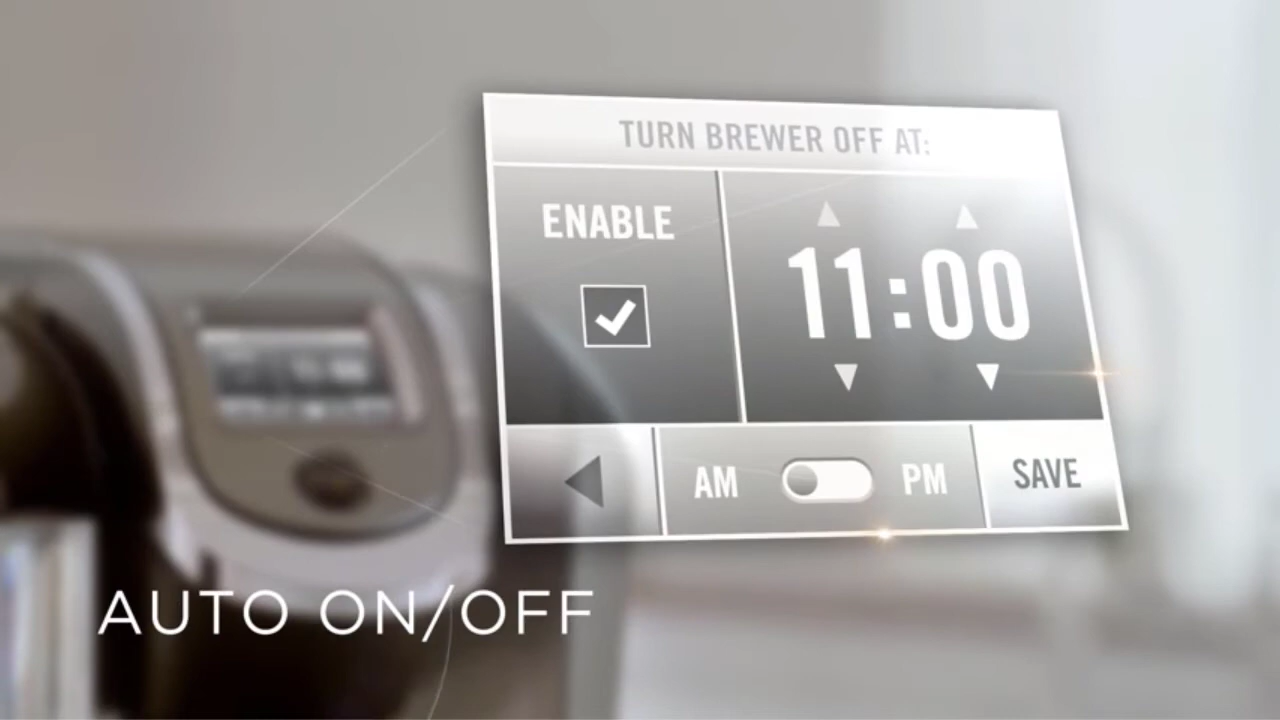 TURN BREWER OFF AT:
ENABLE
11:00
AM PM
SAVE
AUTO ON/OFF